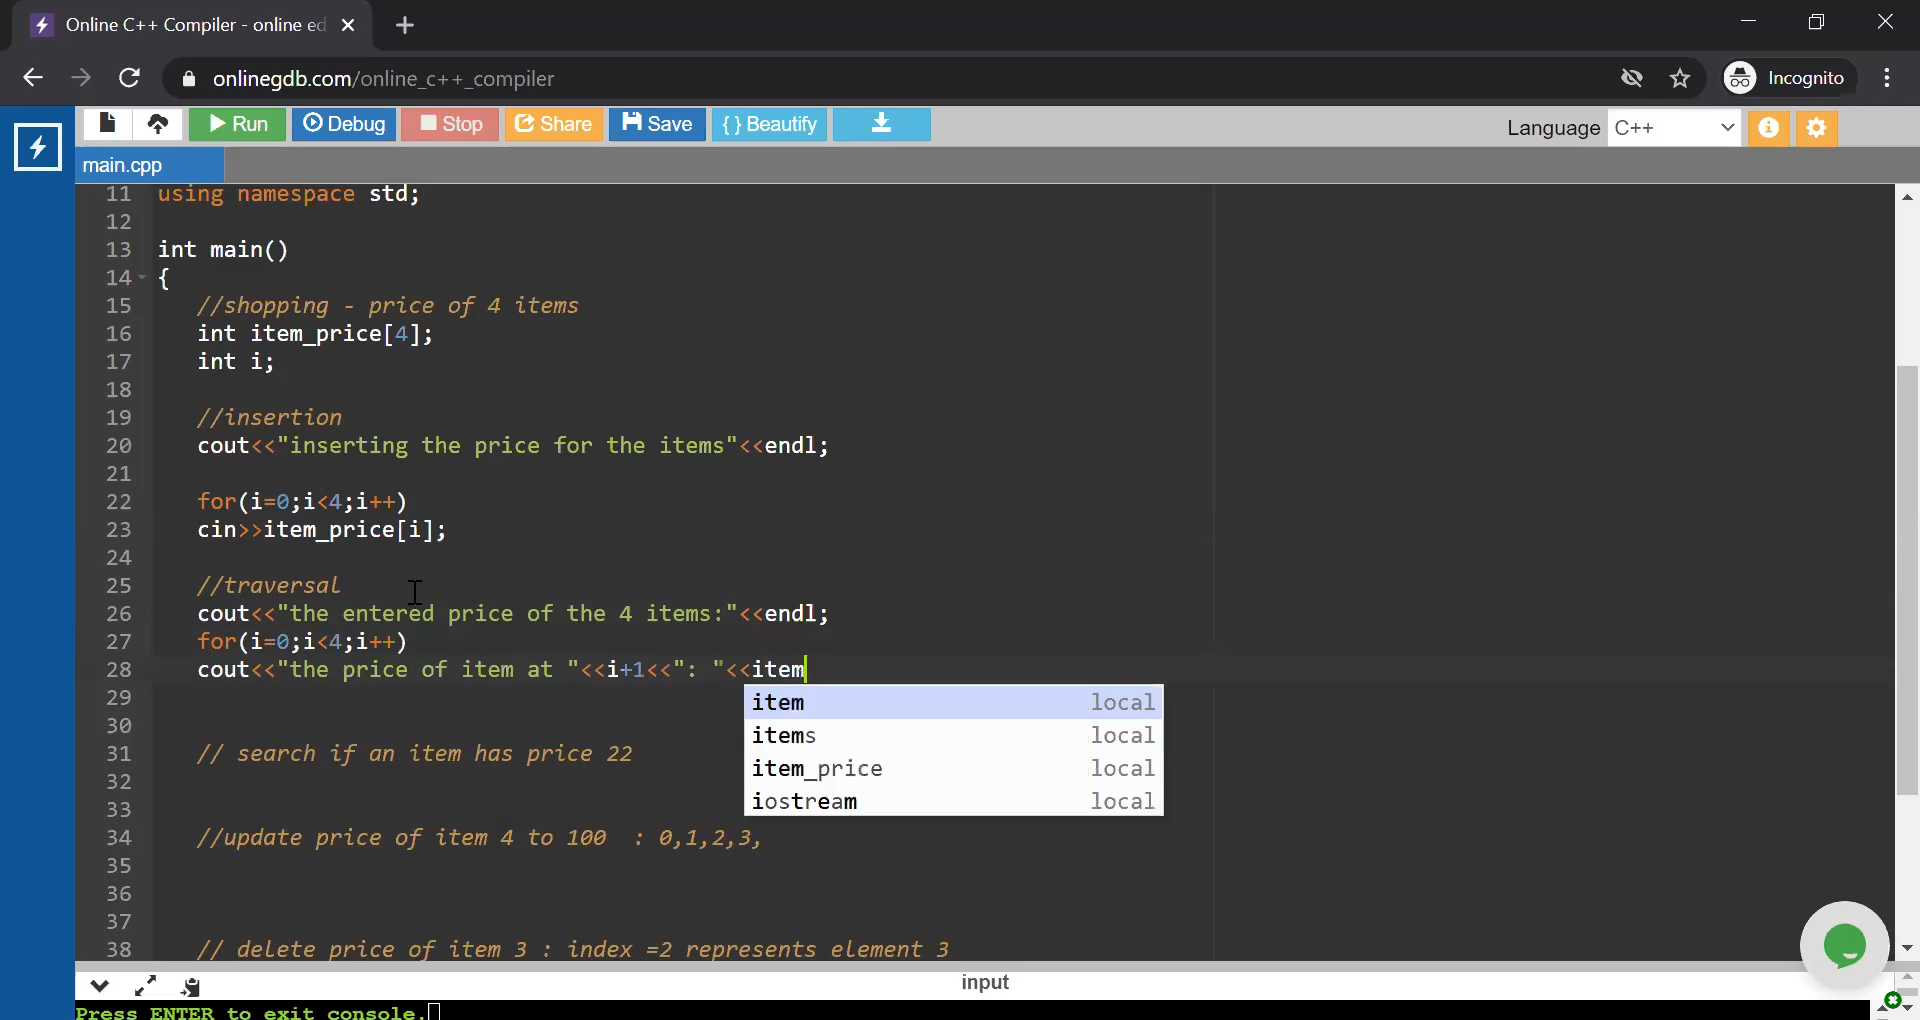 Online C++ Compiler - online ed
onlinegdb.com/online_c++_compiler
Incognito
Run
Debug
Stop
Share
Save
{ } Beautify
Language
C++
main.cpp
11 using namespace std;
12
13 int main()
14 {
15 //shopping - price of 4 items
16 int item_price[4];
17 int i;
18
19 //insertion
20 cout<<"inserting the price for the items"<<endl;
21
22 for(i=0;i<4;i++)
23 cin>>item_price[i];
24
25 //traversal
26 cout<<"the entered price of the 4 items:"<<endl;
27 for(i=0;i<4;i++)
28 cout<<"the price of item at "<<i+1<<": "<<item
29
item local
30
items local
31 // search if an item has price 22
item_price local
32
33
iostream local
34 //update price of item 4 to 100 : 0,1,2,3,
35
36
37
38 // delete price of item 3 : index =2 represents element 3
input
Press ENTER to exit console.